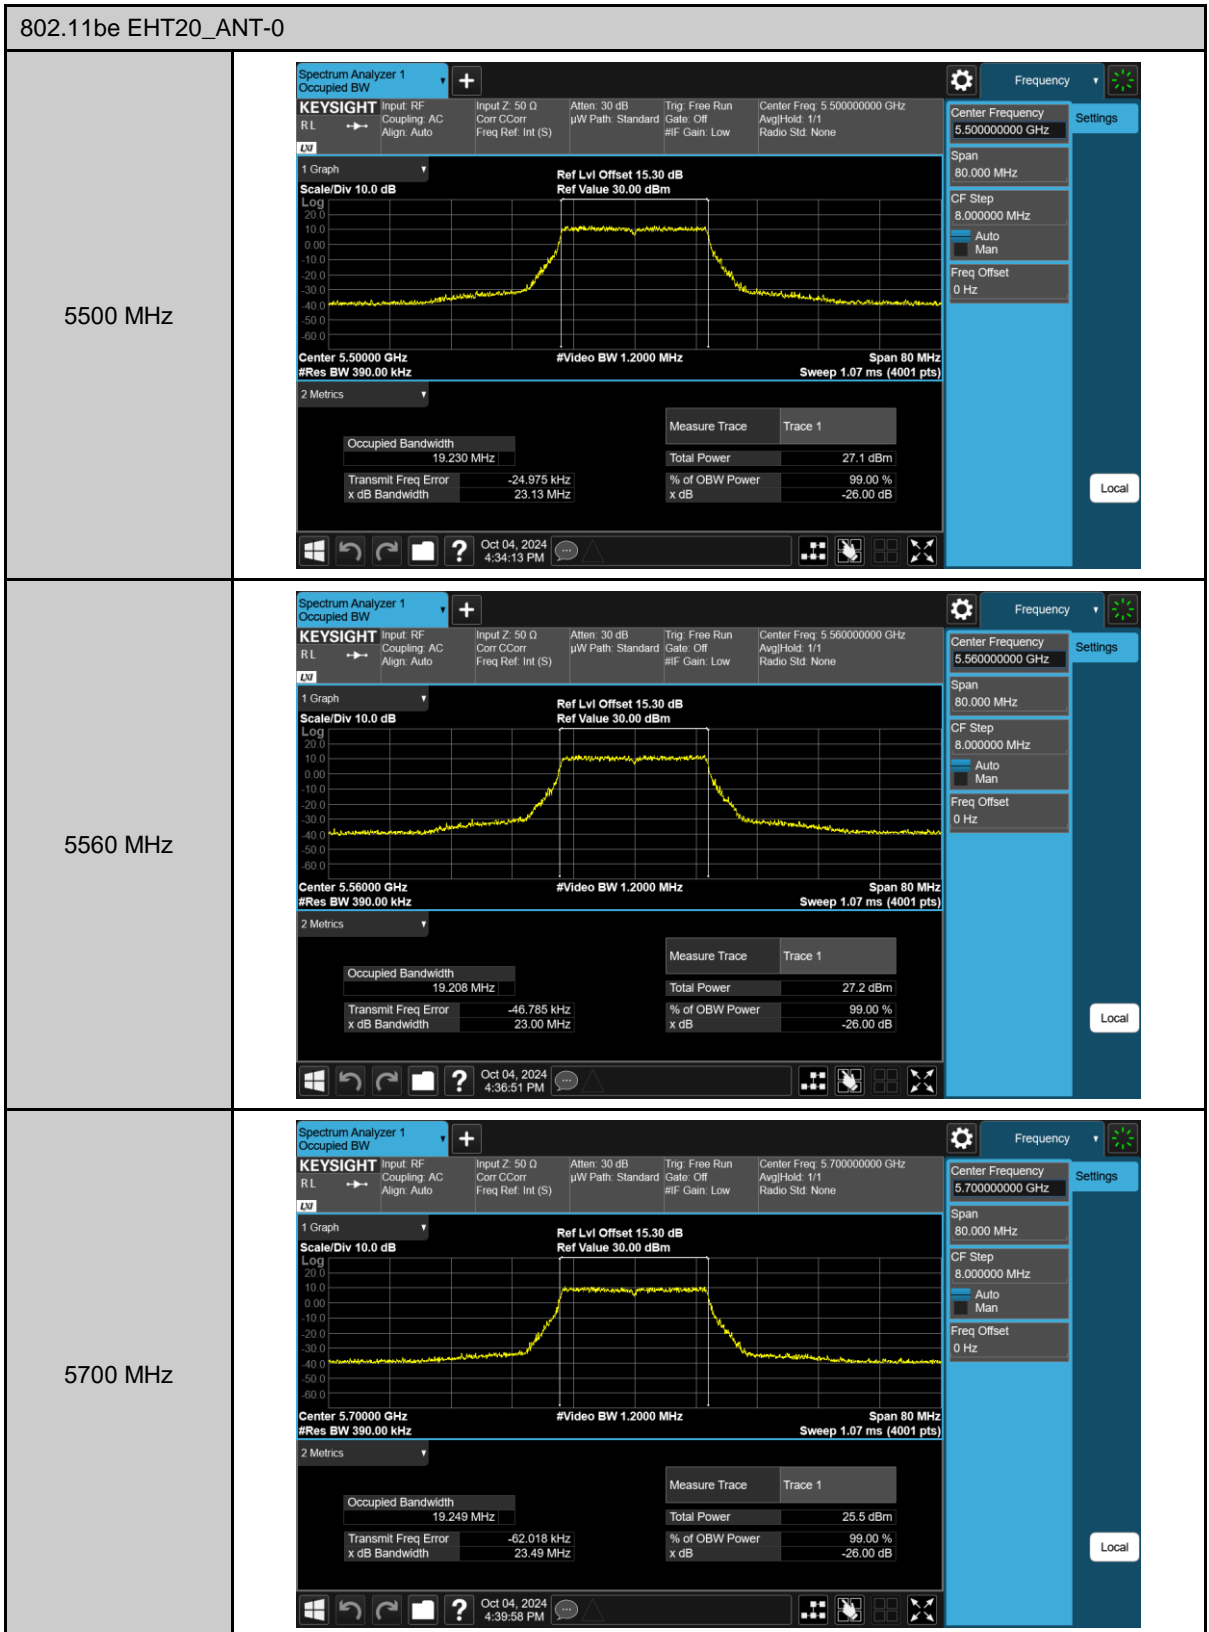 802.11be EHT20_ANT-0
5500 MHz
Spectrum Analyzer 1
Occupied BW
Frequency
KEYSIGHT
RL
LXI
Input: RF
Coupling: AC
Align: Auto
Input Z: 50 Ω
Corr CCorr
Freq Ref: Int (S)
Atten: 30 dB
µW Path: Standard
Trig: Free Run
Gate: Off
#IF Gain: Low
Center Freq: 5.500000000 GHz
Avg|Hold: 1/1
Radio Std: None
Center Frequency
5.500000000 GHz
Settings
Span
80.000 MHz
CF Step
8.000000 MHz
Auto
Man
Freq Offset
0 Hz
1 Graph
Scale/Div 10.0 dB
Ref Lvl Offset 15.30 dB
Ref Value 30.00 dBm
Log
20.0
10.0
0.00
-10.0
-20.0
-30.0
-40.0
-50.0
-60.0
Center 5.50000 GHz
#Video BW 1.2000 MHz
Span 80 MHz
#Res BW 390.00 kHz
Sweep 1.07 ms (4001 pts)
2 Metrics
Measure Trace
Trace 1
Occupied Bandwidth
19.230 MHz
Total Power
27.1 dBm
Transmit Freq Error
-24.975 kHz
% of OBW Power
99.00 %
x dB Bandwidth
23.13 MHz
x dB
-26.00 dB
Local
?
Oct 04, 2024
4:34:13 PM
5560 MHz
Spectrum Analyzer 1
Occupied BW
Frequency
KEYSIGHT
RL
LXI
Input: RF
Coupling: AC
Align: Auto
Input Z: 50 Ω
Corr CCorr
Freq Ref: Int (S)
Atten: 30 dB
µW Path: Standard
Trig: Free Run
Gate: Off
#IF Gain: Low
Center Freq: 5.560000000 GHz
Avg|Hold: 1/1
Radio Std: None
Center Frequency
5.560000000 GHz
Settings
Span
80.000 MHz
CF Step
8.000000 MHz
Auto
Man
Freq Offset
0 Hz
1 Graph
Scale/Div 10.0 dB
Ref Lvl Offset 15.30 dB
Ref Value 30.00 dBm
Log
20.0
10.0
0.00
-10.0
-20.0
-30.0
-40.0
-50.0
-60.0
Center 5.56000 GHz
#Video BW 1.2000 MHz
Span 80 MHz
#Res BW 390.00 kHz
Sweep 1.07 ms (4001 pts)
2 Metrics
Measure Trace
Trace 1
Occupied Bandwidth
19.208 MHz
Total Power
27.2 dBm
Transmit Freq Error
-46.785 kHz
% of OBW Power
99.00 %
x dB Bandwidth
23.00 MHz
x dB
-26.00 dB
Local
?
Oct 04, 2024
4:36:51 PM
5700 MHz
Spectrum Analyzer 1
Occupied BW
Frequency
KEYSIGHT
RL
LXI
Input: RF
Coupling: AC
Align: Auto
Input Z: 50 Ω
Corr CCorr
Freq Ref: Int (S)
Atten: 30 dB
µW Path: Standard
Trig: Free Run
Gate: Off
#IF Gain: Low
Center Freq: 5.700000000 GHz
Avg|Hold: 1/1
Radio Std: None
Center Frequency
5.700000000 GHz
Settings
Span
80.000 MHz
CF Step
8.000000 MHz
Auto
Man
Freq Offset
0 Hz
1 Graph
Scale/Div 10.0 dB
Ref Lvl Offset 15.30 dB
Ref Value 30.00 dBm
Log
20.0
10.0
0.00
-10.0
-20.0
-30.0
-40.0
-50.0
-60.0
Center 5.70000 GHz
#Video BW 1.2000 MHz
Span 80 MHz
#Res BW 390.00 kHz
Sweep 1.07 ms (4001 pts)
2 Metrics
Measure Trace
Trace 1
Occupied Bandwidth
19.249 MHz
Total Power
25.5 dBm
Transmit Freq Error
-62.018 kHz
% of OBW Power
99.00 %
x dB Bandwidth
23.49 MHz
x dB
-26.00 dB
Local
?
Oct 04, 2024
4:39:58 PM